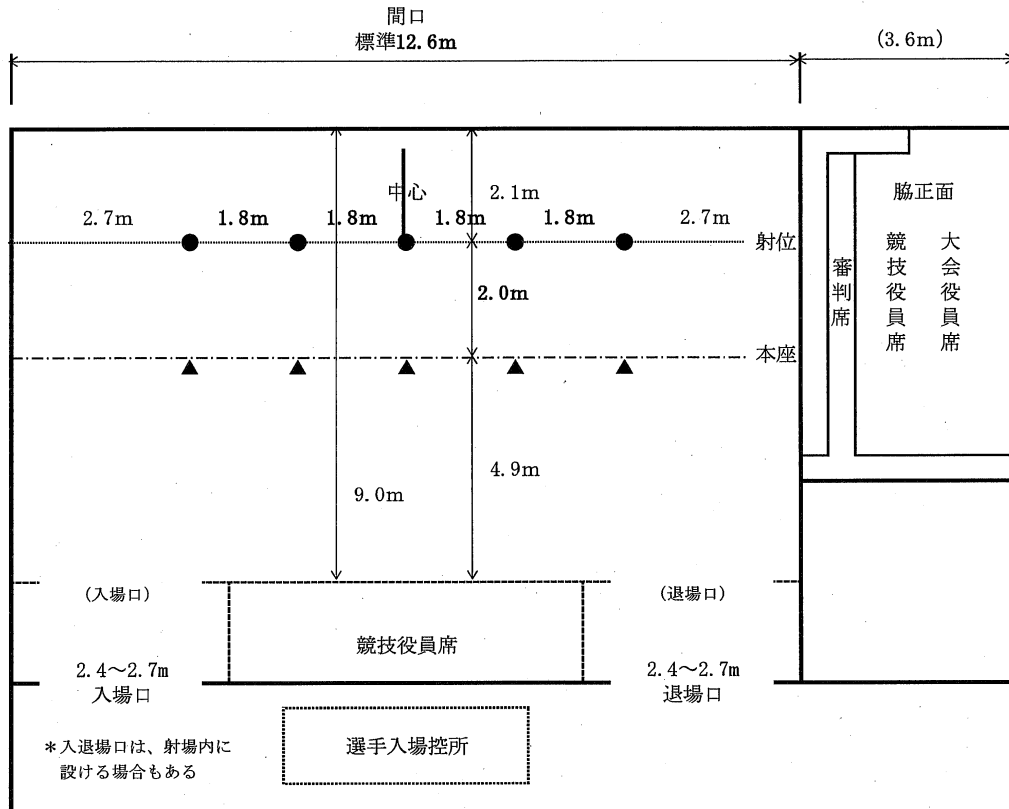 間口
標準12.6m
(3.6m)
中心
2.1m
脇正面
2.7m
1.8m
1.8m
1.8m
1.8m
2.7m
射位
大会役員席
競技役員席
審判席
2.0m
本座
4.9m
9.0m
(入場口)
(退場口)
競技役員席
2.4～2.7m
入場口
2.4～2.7m
退場口
選手入場控所
＊入退場口は、射場内に
設ける場合もある